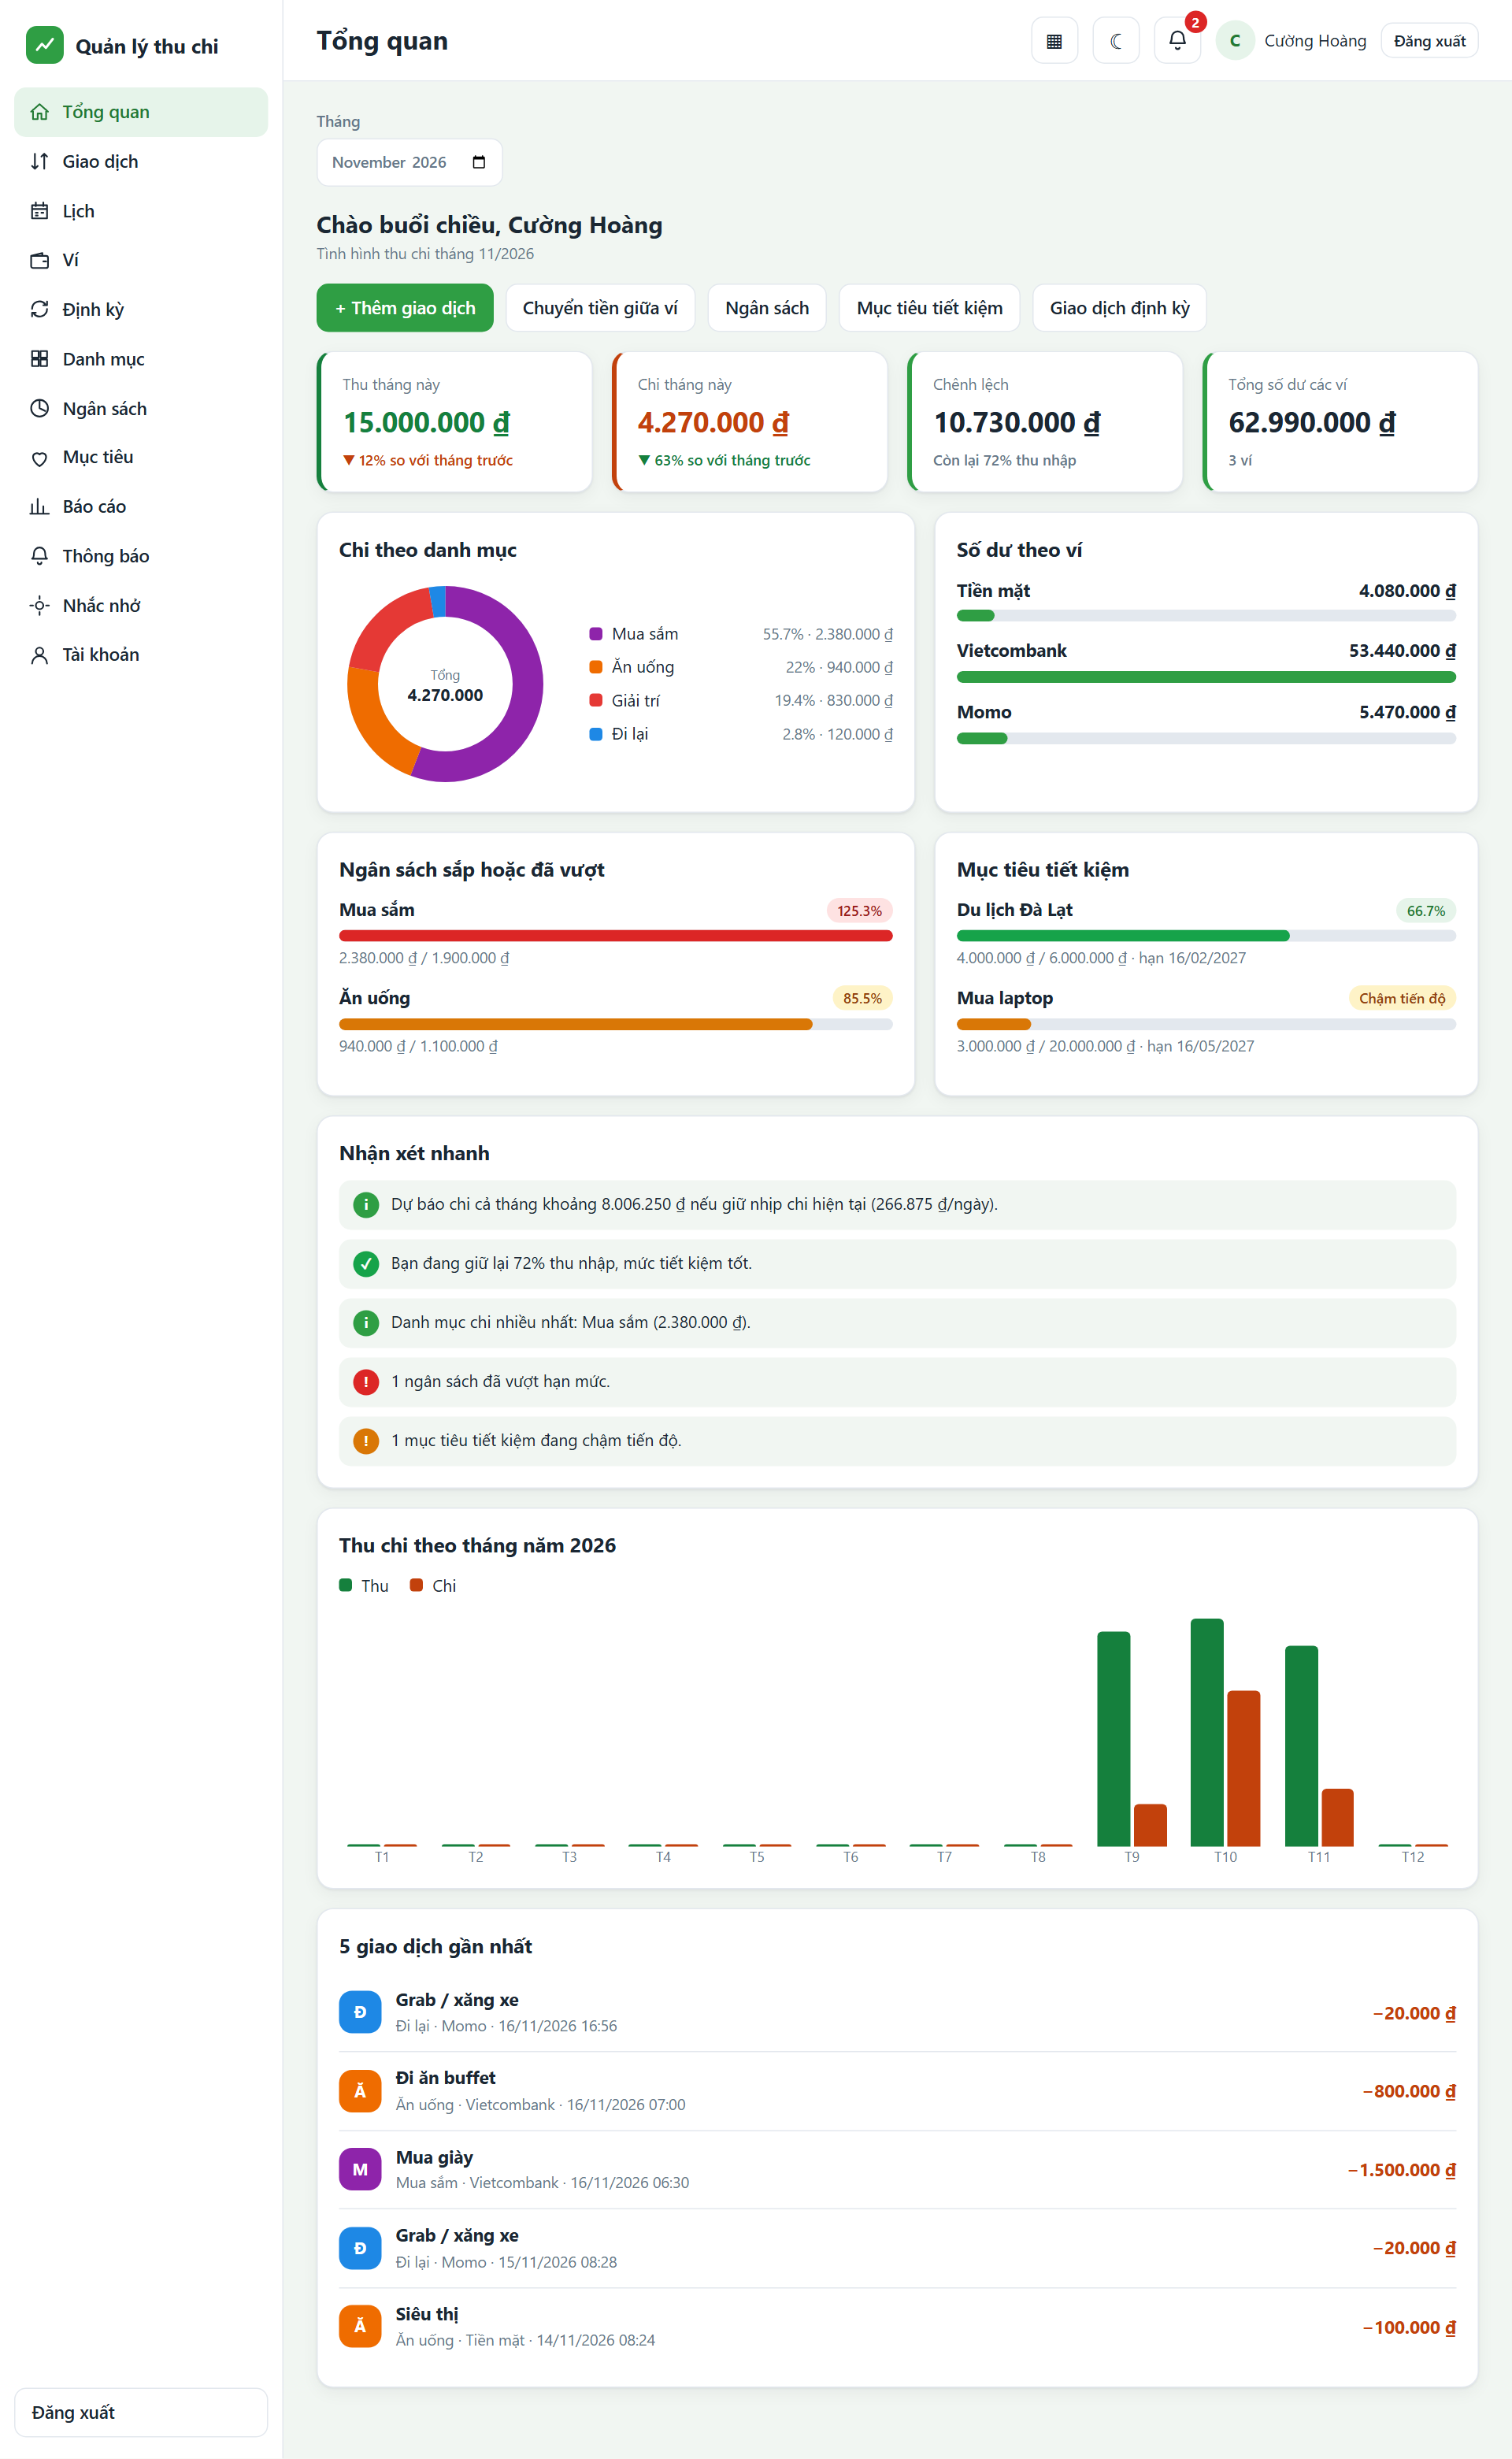 Quản lý thu chi
Tổng quan
Giao dịch
Lịch
Ví
Định kỳ
Danh mục
Ngân sách
Mục tiêu
Báo cáo
Thông báo
Nhắc nhở
Tài khoản
Đăng xuất
Tổng quan
2
C
Cường Hoàng
Đăng xuất
Tháng
November 2026
Chào buổi chiều, Cường Hoàng
Tình hình thu chi tháng 11/2026
+ Thêm giao dịch
Chuyển tiền giữa ví
Ngân sách
Mục tiêu tiết kiệm
Giao dịch định kỳ
Thu tháng này
15.000.000 ₫
▼ 12% so với tháng trước
Chi tháng này
4.270.000 ₫
▼ 63% so với tháng trước
Chênh lệch
10.730.000 ₫
Còn lại 72% thu nhập
Tổng số dư các ví
62.990.000 ₫
3 ví
Chi theo danh mục
Tổng
4.270.000
Mua sắm 55.7% · 2.380.000 ₫
Ăn uống 22% · 940.000 ₫
Giải trí 19.4% · 830.000 ₫
Đi lại 2.8% · 120.000 ₫
Số dư theo ví
Tiền mặt 4.080.000 ₫
Vietcombank 53.440.000 ₫
Momo 5.470.000 ₫
Ngân sách sắp hoặc đã vượt
Mua sắm 125.3%
2.380.000 ₫ / 1.900.000 ₫
Ăn uống 85.5%
940.000 ₫ / 1.100.000 ₫
Mục tiêu tiết kiệm
Du lịch Đà Lạt 66.7%
4.000.000 ₫ / 6.000.000 ₫ · hạn 16/02/2027
Mua laptop Chậm tiến độ
3.000.000 ₫ / 20.000.000 ₫ · hạn 16/05/2027
Nhận xét nhanh
i Dự báo chi cả tháng khoảng 8.006.250 ₫ nếu giữ nhịp chi hiện tại (266.875 ₫/ngày).
✓ Bạn đang giữ lại 72% thu nhập, mức tiết kiệm tốt.
i Danh mục chi nhiều nhất: Mua sắm (2.380.000 ₫).
! 1 ngân sách đã vượt hạn mức.
! 1 mục tiêu tiết kiệm đang chậm tiến độ.
Thu chi theo tháng năm 2026
Thu Chi
T1 T2 T3 T4 T5 T6 T7 T8 T9 T10 T11 T12
5 giao dịch gần nhất
Đ
Grab / xăng xe
Đi lại · Momo · 16/11/2026 16:56
−20.000 ₫
Ă
Đi ăn buffet
Ăn uống · Vietcombank · 16/11/2026 07:00
−800.000 ₫
M
Mua giày
Mua sắm · Vietcombank · 16/11/2026 06:30
−1.500.000 ₫
Đ
Grab / xăng xe
Đi lại · Momo · 15/11/2026 08:28
−20.000 ₫
Ă
Siêu thị
Ăn uống · Tiền mặt · 14/11/2026 08:24
−100.000 ₫